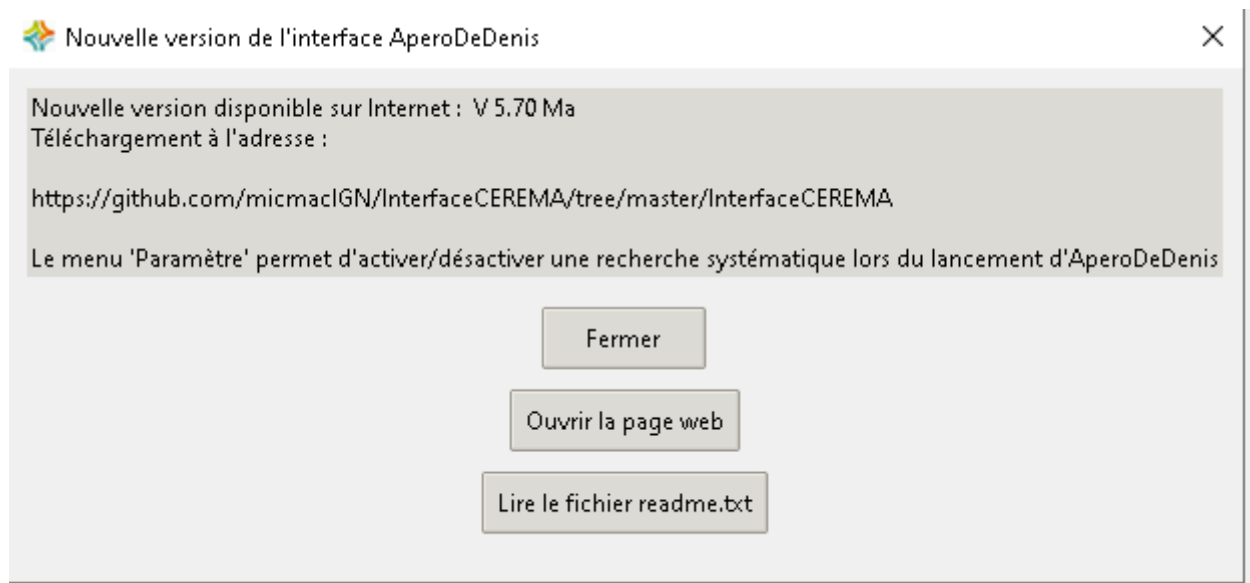 Nouvelle version de l'interface AperoDeDenis
Nouvelle version disponible sur Internet : V 5.70 Ma
Téléchargement à l'adresse :
https://github.com/micmacIGN/InterfaceCEREMA/tree/master/InterfaceCEREMA
Le menu 'Paramètre' permet d'activer/désactiver une recherche systématique lors du lancement d'AperoDeDenis
Fermer
Ouvrir la page web
Lire le fichier readme.txt